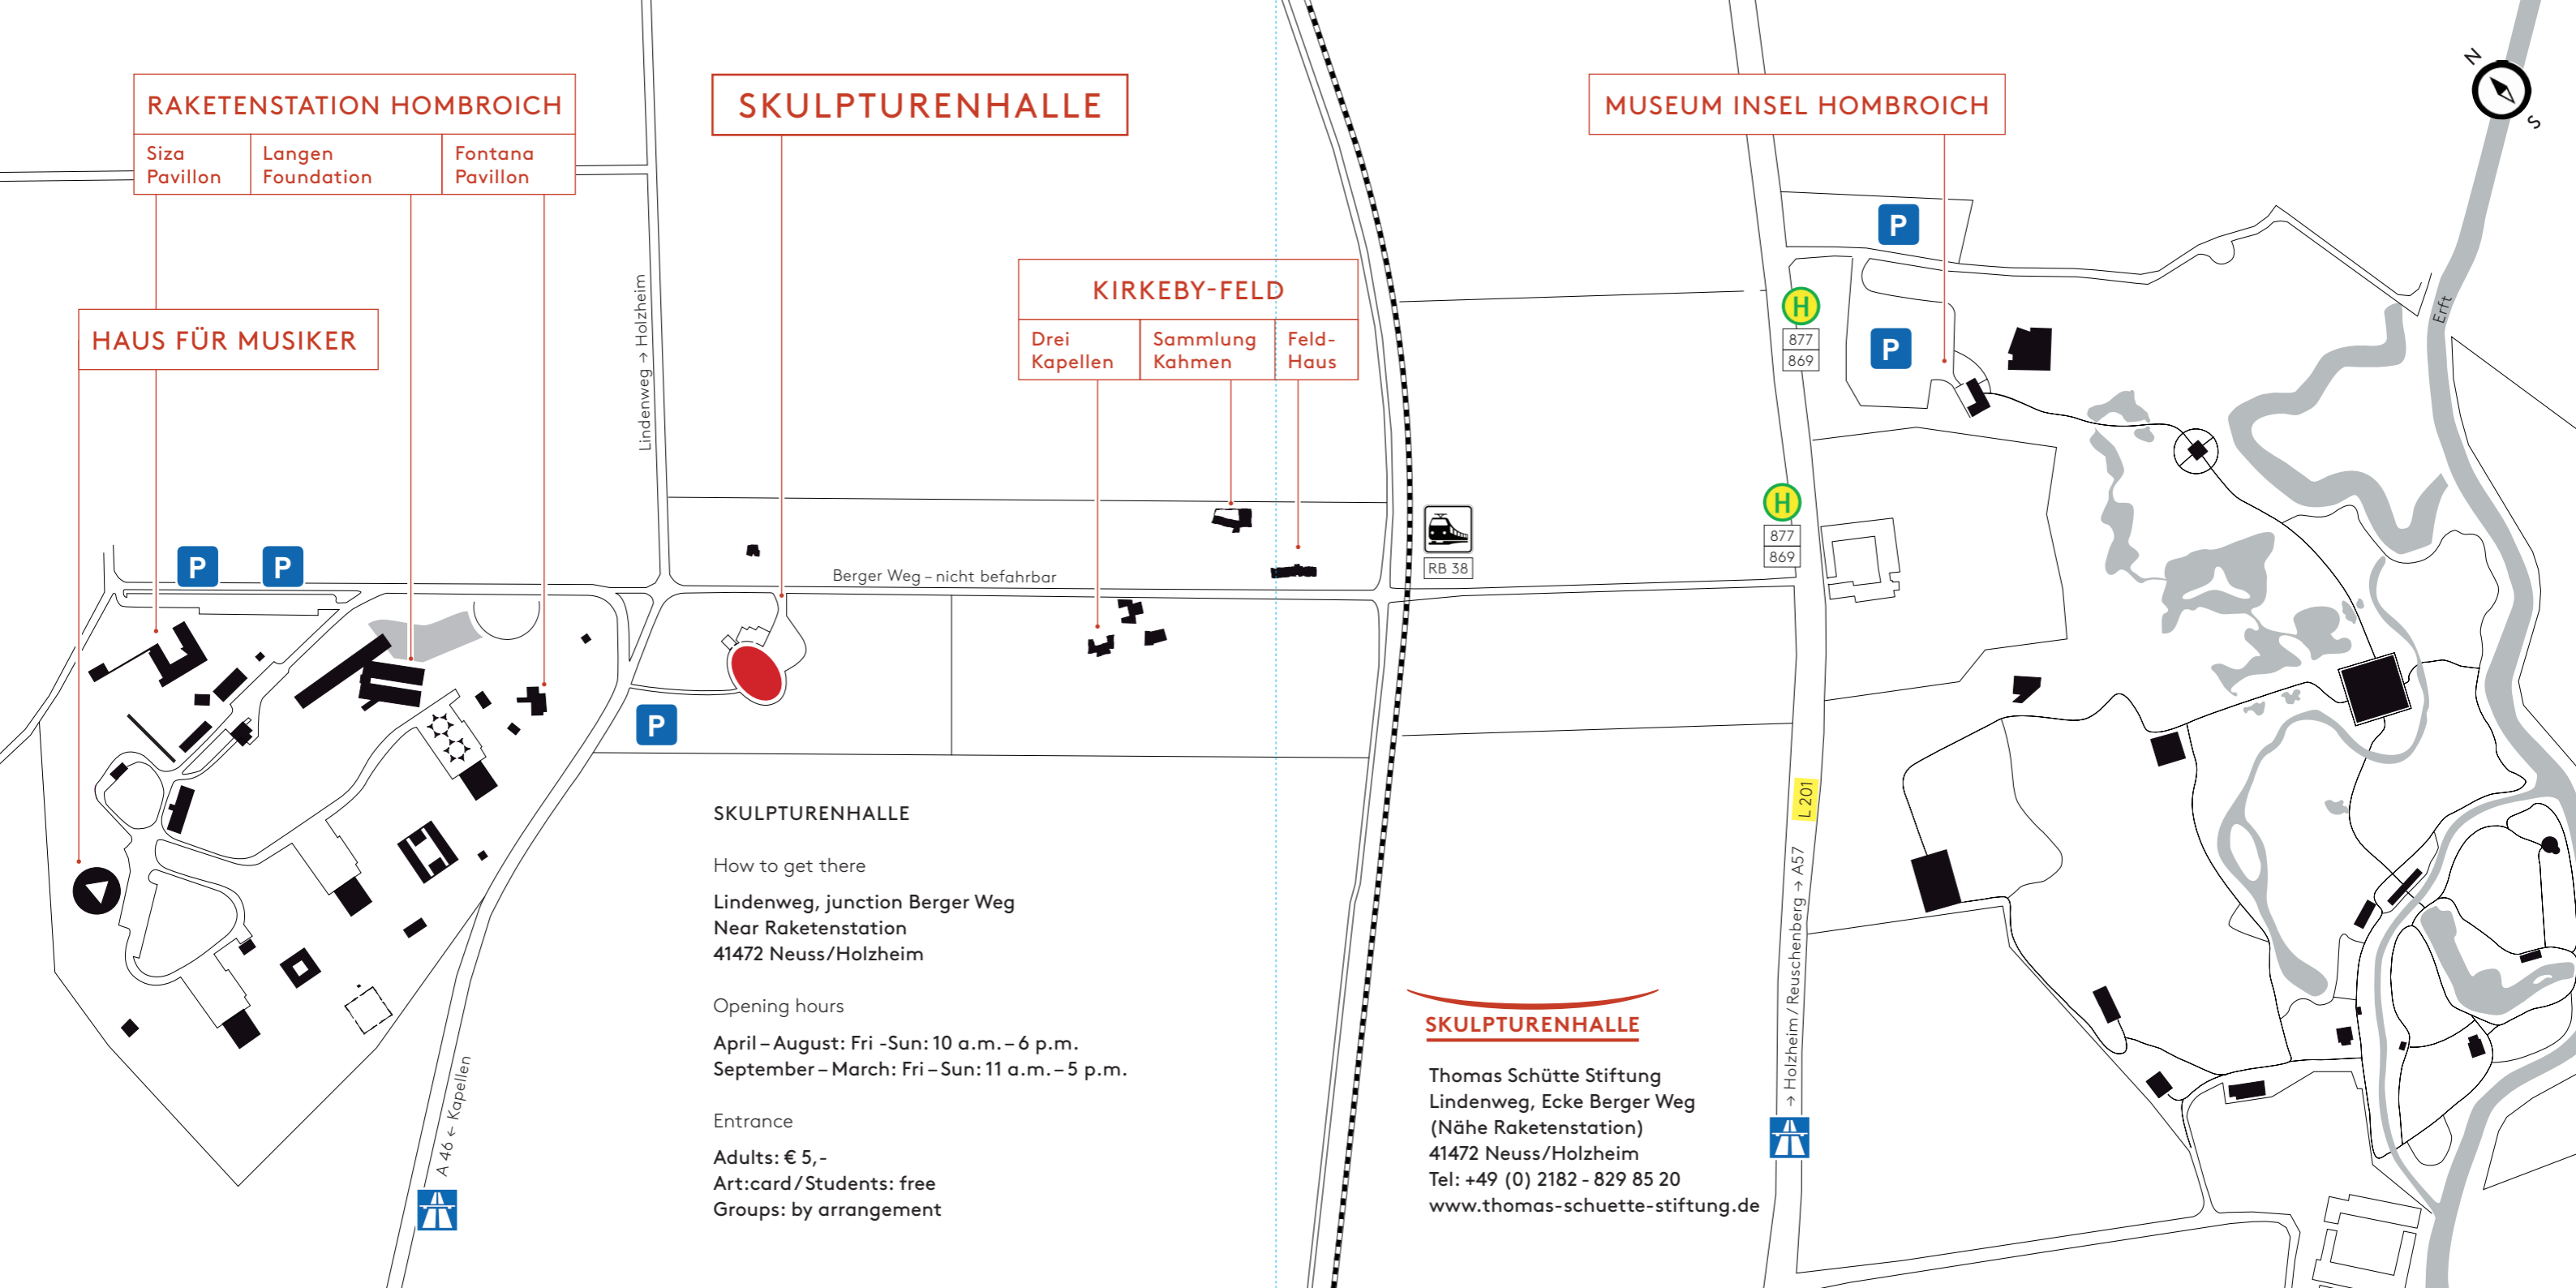 RAKETENSTATION HOMBROICH
Siza
Pavillon
Langen
Foundation
Fontana
Pavillon
HAUS FÜR MUSIKER
SKULPTURENHALLE
KIRKEBY-FELD
Drei
Kapellen
Sammlung
Kahmen
Feld-
Haus
MUSEUM INSEL HOMBROICH
N
S
Erft
P
P
H
877
869
H
877
869
RB 38
Lindenweg → Holzheim
Berger Weg – nicht befahrbar
P
P
P
L 201
→ Holzheim / Reuschenberg → A57
A 46 ← Kapellen
SKULPTURENHALLE
How to get there
Lindenweg, junction Berger Weg
Near Raketenstation
41472 Neuss/Holzheim
Opening hours
April – August: Fri -Sun: 10 a.m. – 6 p.m.
September – March: Fri – Sun: 11 a.m. – 5 p.m.
Entrance
Adults: € 5,-
Art:card / Students: free
Groups: by arrangement
SKULPTURENHALLE
Thomas Schütte Stiftung
Lindenweg, Ecke Berger Weg
(Nähe Raketenstation)
41472 Neuss/Holzheim
Tel: +49 (0) 2182 - 829 85 20
www.thomas-schuette-stiftung.de